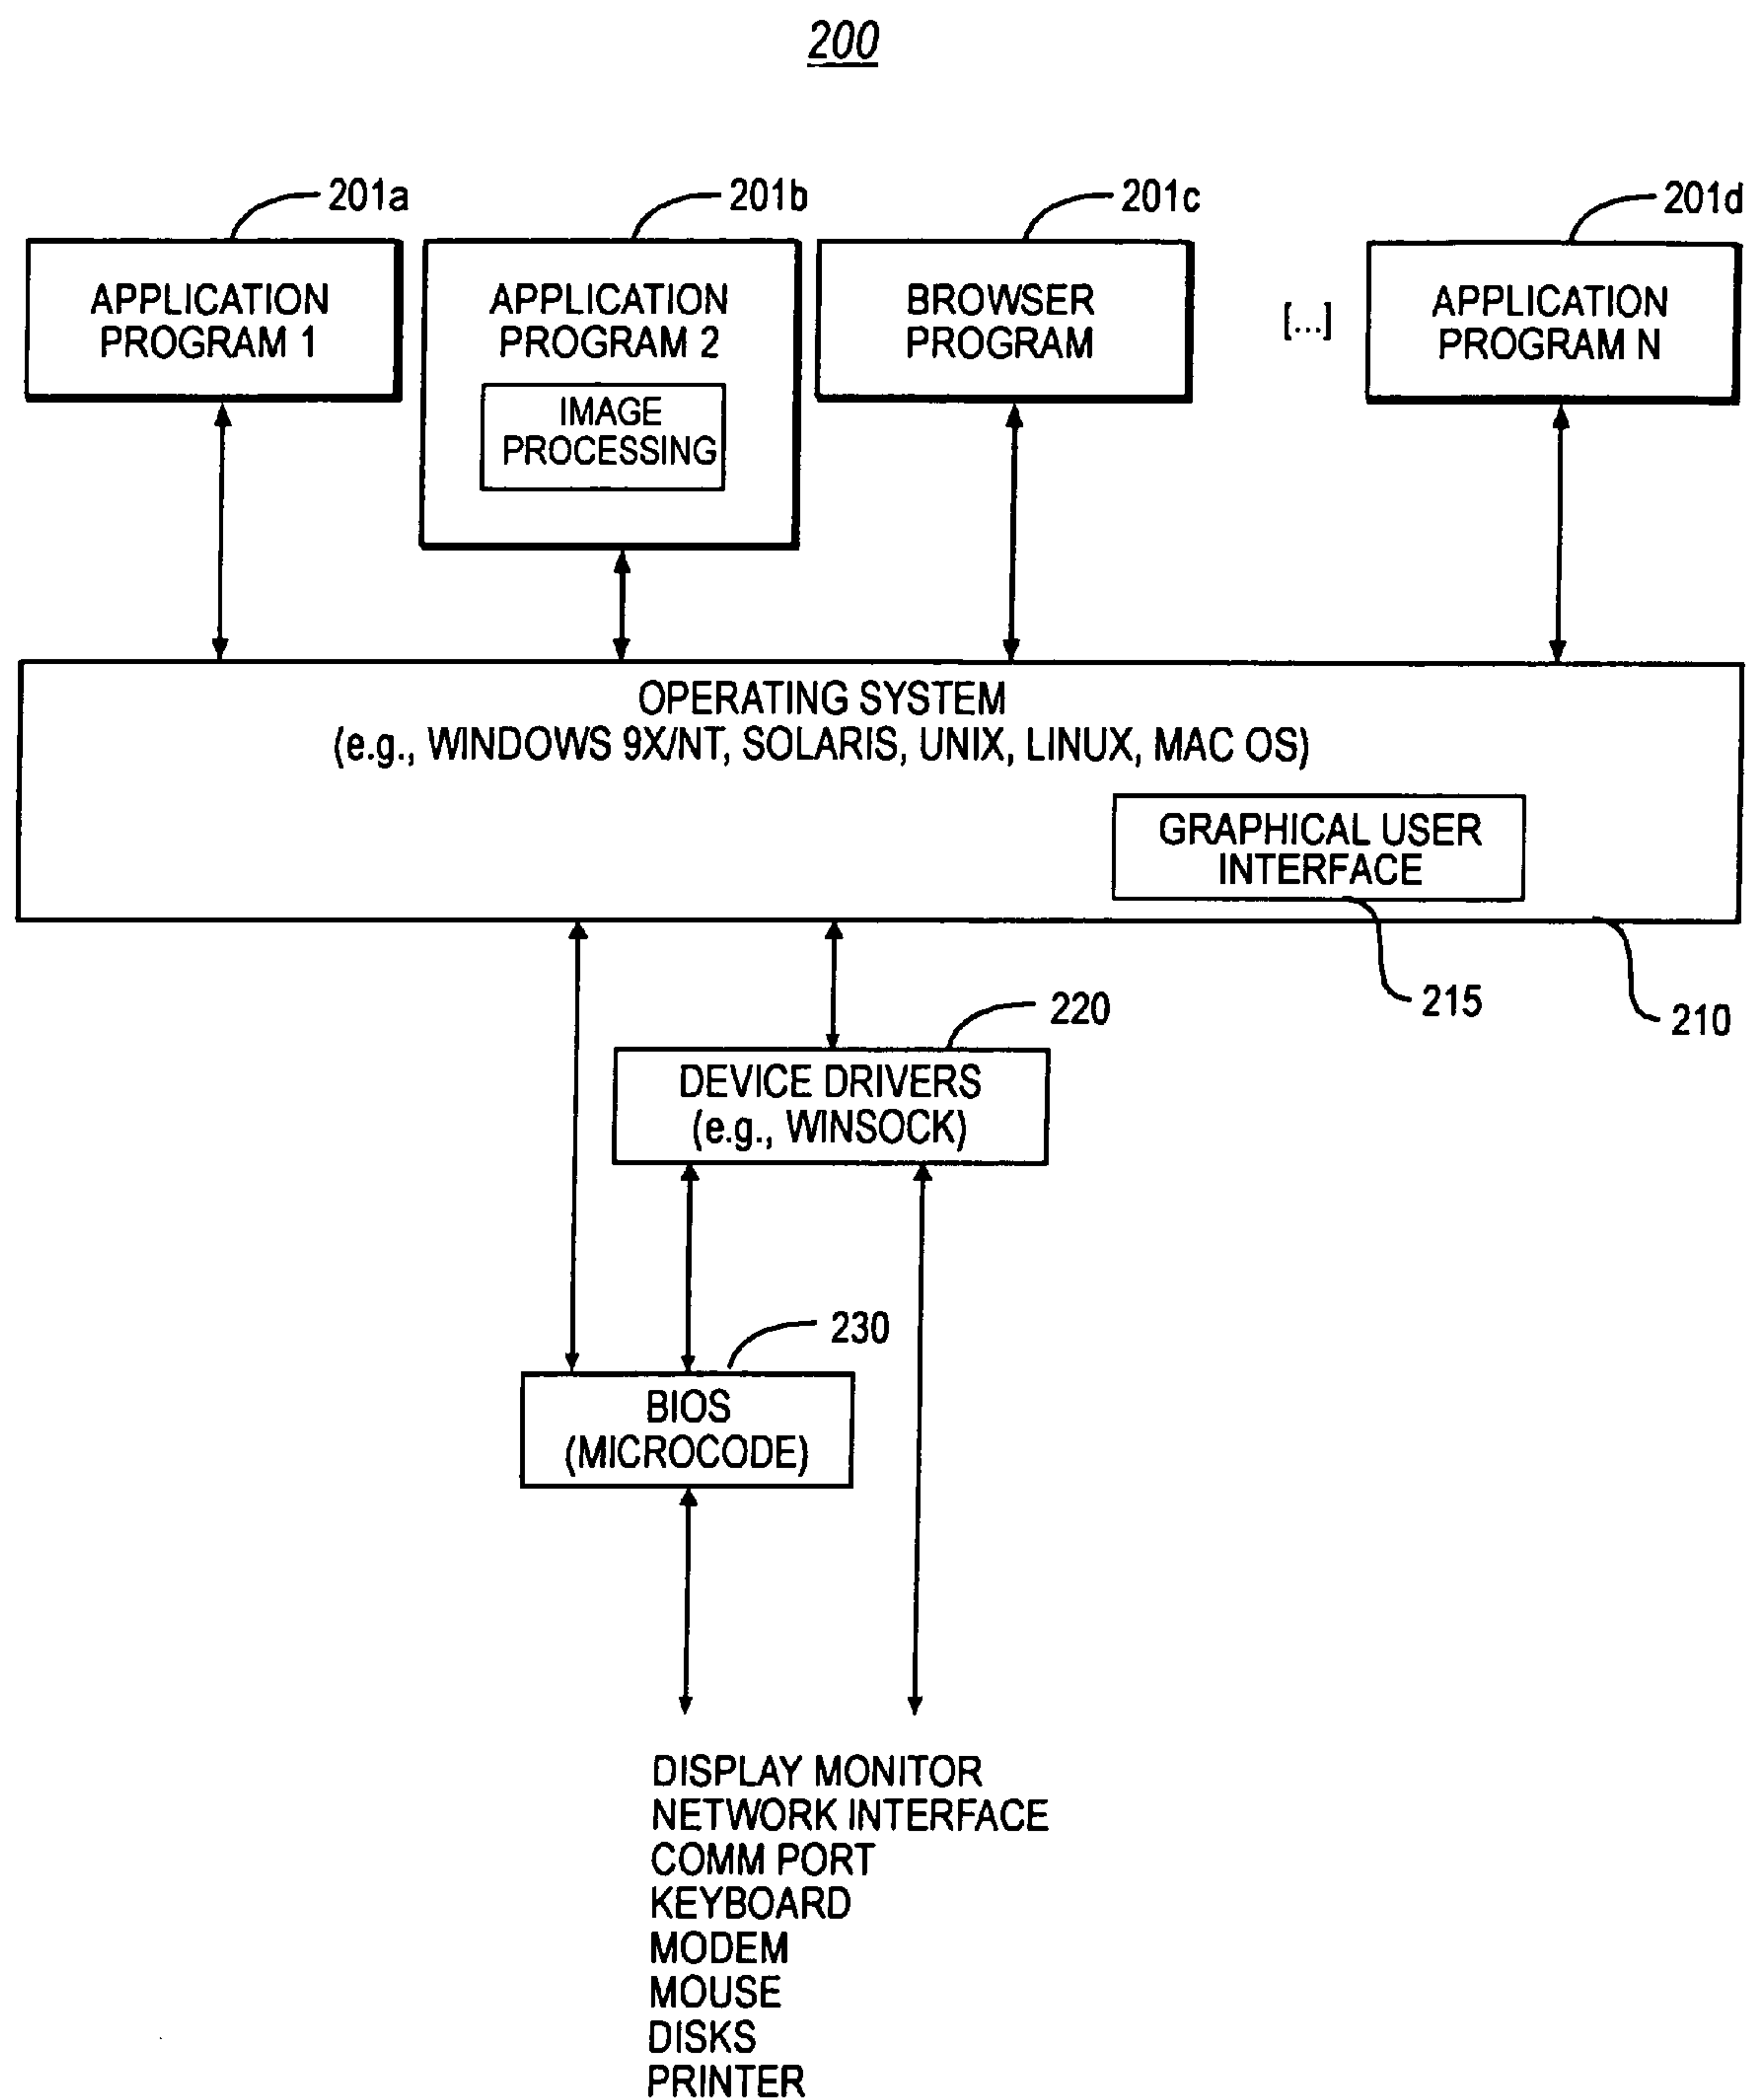 200
201a
201b
201c
201d
APPLICATION
PROGRAM 1
APPLICATION
PROGRAM 2
IMAGE
PROCESSING
BROWSER
PROGRAM
[...]
APPLICATION
PROGRAM N
OPERATING SYSTEM
(e.g., WINDOWS 9X/NT, SOLARIS, UNIX, LINUX, MAC OS)
GRAPHICAL USER
INTERFACE
215
210
220
DEVICE DRIVERS
(e.g., WINSOCK)
230
BIOS
(MICROCODE)
DISPLAY MONITOR
NETWORK INTERFACE
COMM PORT
KEYBOARD
MODEM
MOUSE
DISKS
PRINTER